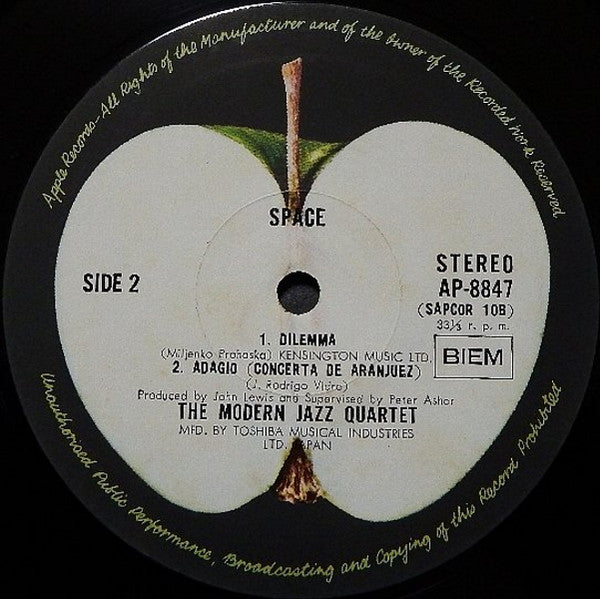 Apple Records-All Rights of the Manufacturer and of the Owner of the Recorded Work Reserved
SPACE
SIDE 2
STEREO
AP-8847
(SAPCOR 10B)
33⅓ r. p. m.
1. DILEMMA
(Miljenko Prohaska) KENSINGTON MUSIC LTD.
BIEM
2. ADAGIO (CONCERTA DE ARANJUEZ)
(J. Rodrigo Vidre)
Produced by John Lewis and Supervised by Peter Asher
THE MODERN JAZZ QUARTET
MFD. BY TOSHIBA MUSICAL INDUSTRIES
LTD. JAPAN
Unauthorised Public Performance, Broadcasting and Copying of this Record Prohibited